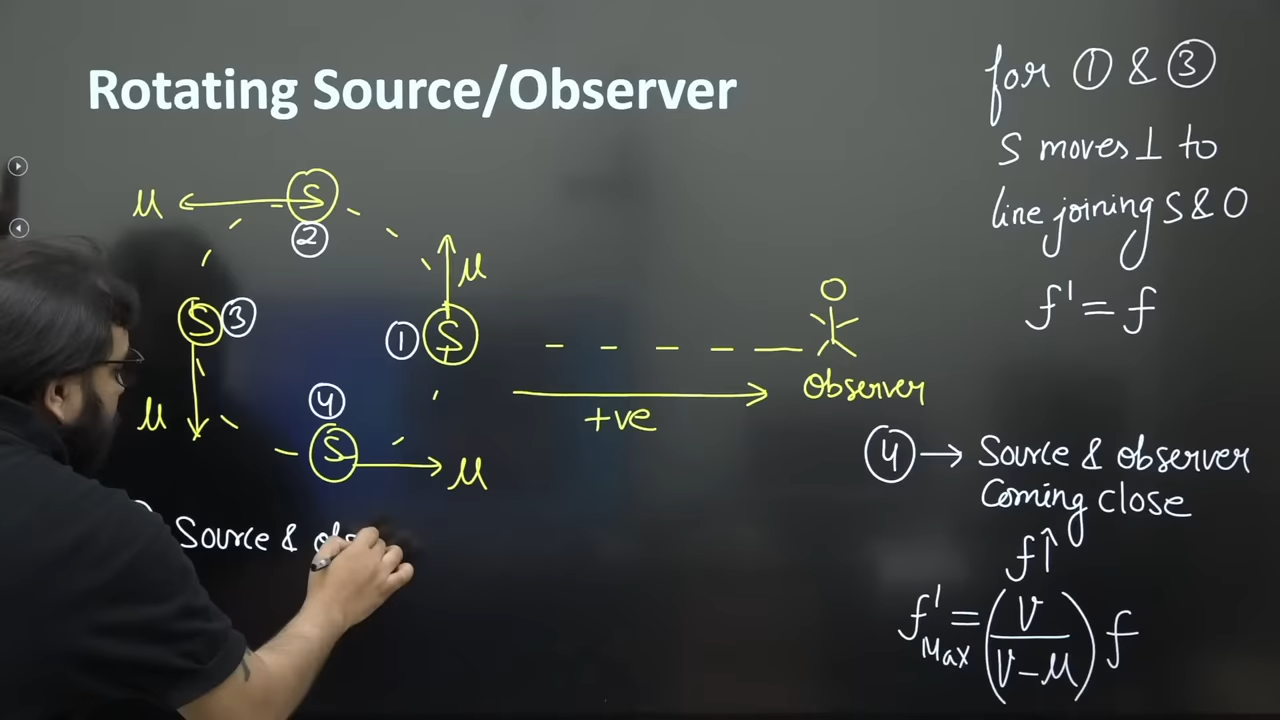 Rotating Source/Observer
for ① & ③
S moves ⊥ to
line joining S & O
f' = f
μ
S
②
μ
S
③
①
S
μ
④
S
μ
+ve
Observer
④ → Source & observer
Coming close
f↑
f'Max = (V/V-μ) f
Source & obs